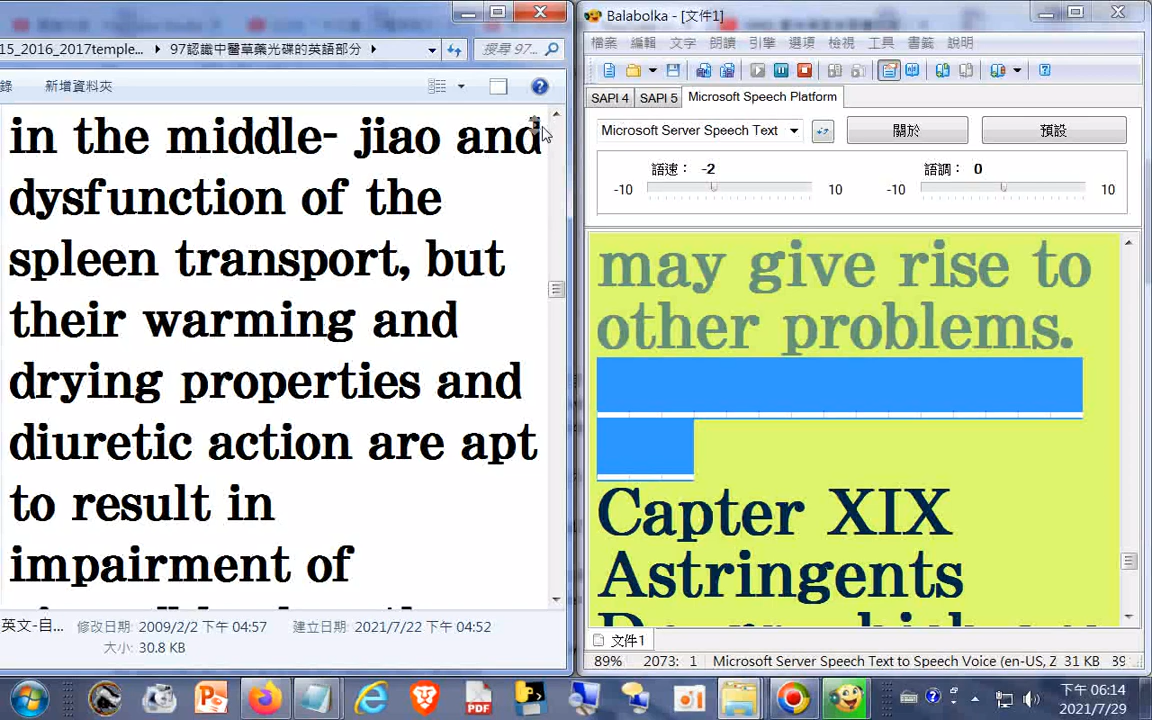 15_2016_2017temple... ▸ 97認識中醫草藥光碟的英語部分 ▸
搜尋 97...
錄 新增資料夾
in the middle- jiao and
dysfunction of the
spleen transport, but
their warming and
drying properties and
diuretic action are apt
to result in
impairment of
英文-自... 修改日期: 2009/2/2 下午 04:57 建立日期: 2021/7/22 下午 04:52
大小: 30.8 KB
Balabolka - [文件1]
檔案 編輯 文字 朗讀 引擎 選項 檢視 工具 書籤 說明
SAPI 4 SAPI 5 Microsoft Speech Platform
Microsoft Server Speech Text 關於 預設
語速: -2 語調: 0
-10 10 -10 10
may give rise to
other problems.
Capter XIX
Astringents
文件1
89% 2073: 1 Microsoft Server Speech Text to Speech Voice (en-US, Z 31 KB
PDF
下午 06:14
2021/7/29